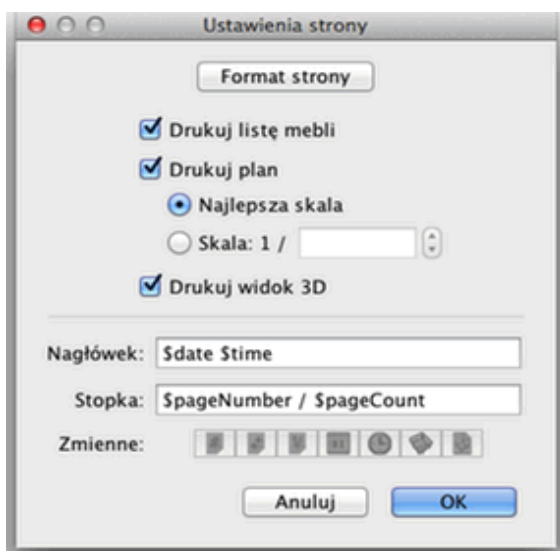 Ustawienia strony
Format strony
Drukuj listę mebli
Drukuj plan
Najlepsza skala
Skala: 1 /
Drukuj widok 3D
Nagłówek: $date $time
Stopka: $pageNumber / $pageCount
Zmienne:
Anuluj OK